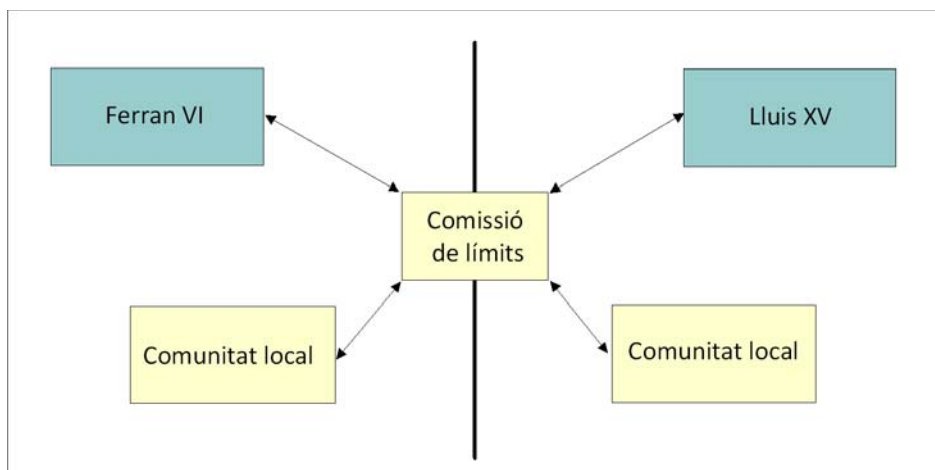 Ferran VI
Lluis XV
Comissió
de límits
Comunitat local
Comunitat local